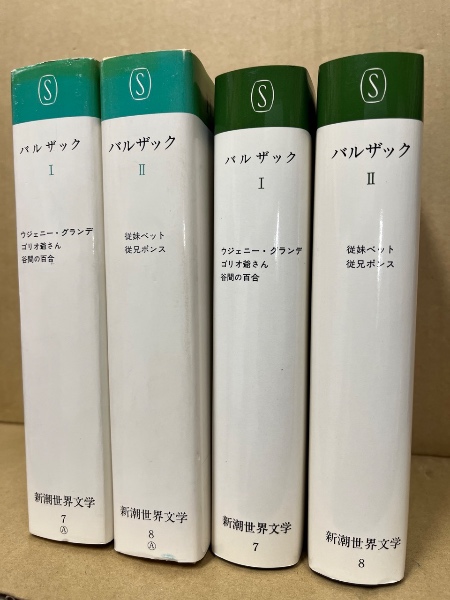 S
バルザック
I
ウジェニー・グランデ
ゴリオ爺さん
谷間の百合
新潮世界文学
7
Ⓐ
S
バルザック
II
従妹ベット
従兄ポンス
新潮世界文学
8
Ⓐ
S
バルザック
I
ウジェニー・グランデ
ゴリオ爺さん
谷間の百合
新潮世界文学
7
S
バルザック
II
従妹ベット
従兄ポンス
新潮世界文学
8